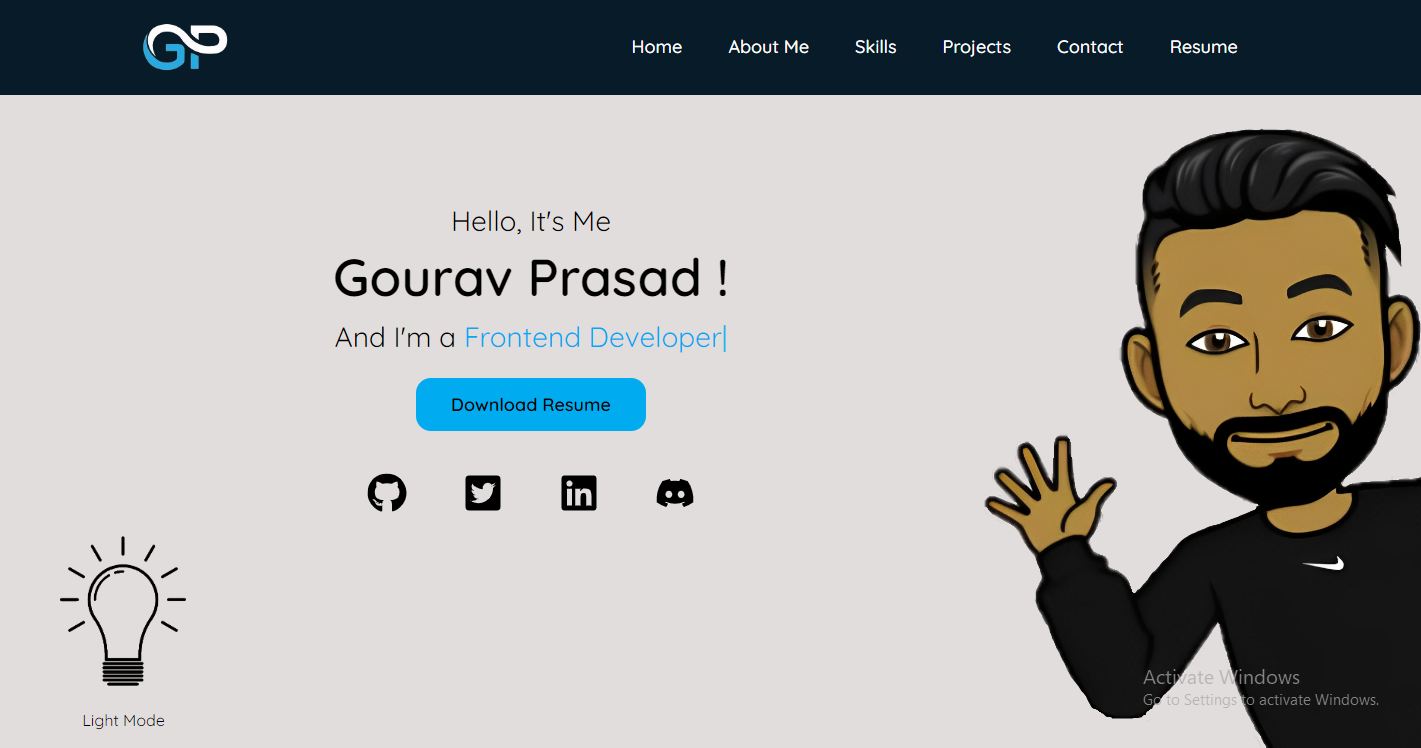 GP
Home About Me Skills Projects Contact Resume
Hello, It's Me
Gourav Prasad !
And I'm a Frontend Developer|
Download Resume
in
Light Mode
Activate Windows
Go to Settings to activate Windows.